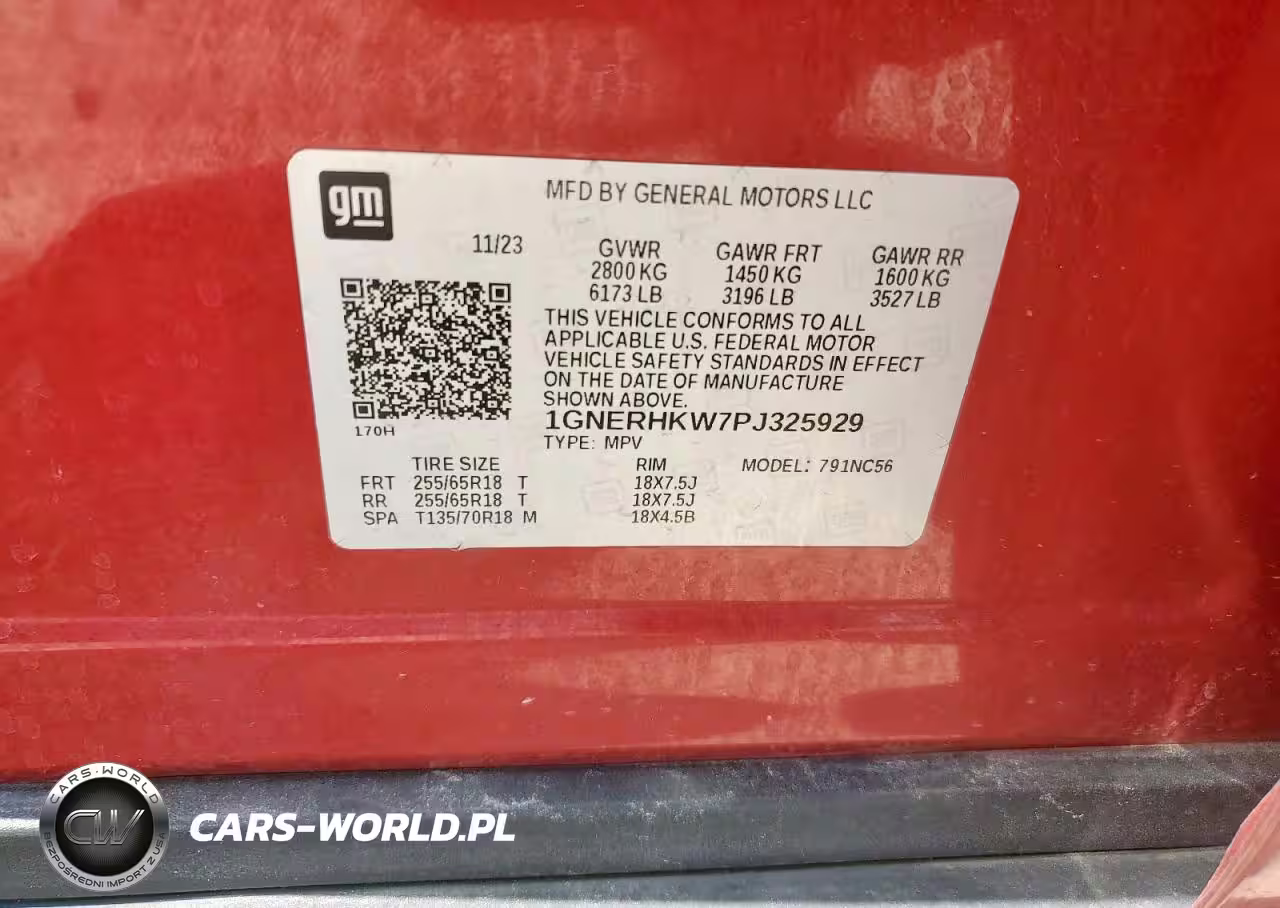 gm
MFD BY GENERAL MOTORS LLC
11/23 GVWR GAWR FRT GAWR RR
2800 KG 1450 KG 1600 KG
6173 LB 3196 LB 3527 LB
THIS VEHICLE CONFORMS TO ALL
APPLICABLE U.S. FEDERAL MOTOR
VEHICLE SAFETY STANDARDS IN EFFECT
ON THE DATE OF MANUFACTURE
SHOWN ABOVE.
1GNERHKW7PJ325929
170H
TYPE: MPV
TIRE SIZE RIM MODEL: 791NC56
FRT 255/65R18 T 18X7.5J
RR 255/65R18 T 18X7.5J
SPA T135/70R18 M 18X4.5B
CARS-WORLD
CW
BEZPOŚREDNI IMPORT Z USA
CARS-WORLD.PL